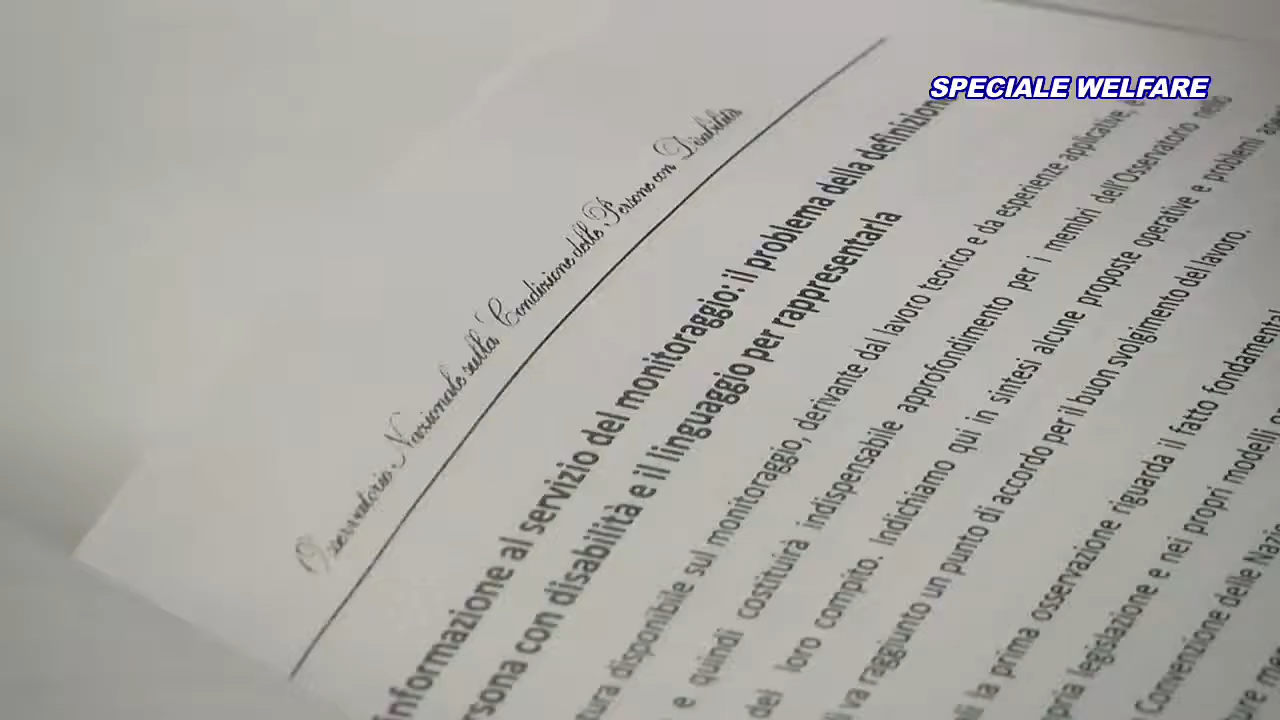 SPECIALE WELFARE
Osservatorio Nazionale sulla Condizione delle Persone con Disabilità
informazione al servizio del monitoraggio: il problema della definizione
persona con disabilità e il linguaggio per rappresentarla
disponibile sul monitoraggio, derivante dal lavoro teorico e da esperienze applicative, è
e quindi costituirà indispensabile approfondimento per i membri dell'Osservatorio nello
del loro compito. Indichiamo qui in sintesi alcune proposte operative e problemi
va raggiunto un punto di accordo per il buon svolgimento del lavoro.
la prima osservazione riguarda il fatto
legislazione e nei propri modelli
Convenzione delle